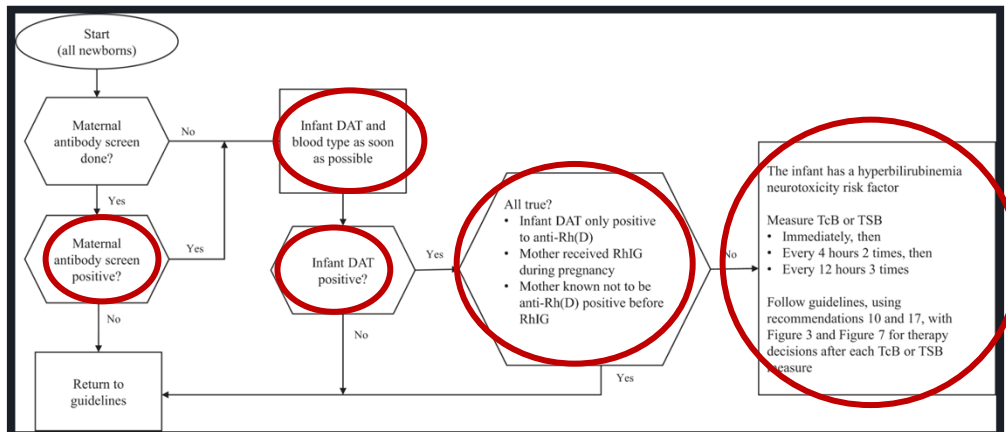 Start
(all newborns)
Maternal
antibody screen
done?
No
Yes
Maternal
antibody screen
positive?
Yes
No
Return to
guidelines
Infant DAT and
blood type as soon
as possible
Infant DAT
positive?
Yes
No
All true?
• Infant DAT only positive
to anti-Rh(D)
• Mother received RhIG
during pregnancy
• Mother known not to be
anti-Rh(D) positive before
RhIG
No
Yes
The infant has a hyperbilirubinemia
neurotoxicity risk factor
Measure TcB or TSB
• Immediately, then
• Every 4 hours 2 times, then
• Every 12 hours 3 times
Follow guidelines, using
recommendations 10 and 17, with
Figure 3 and Figure 7 for therapy
decisions after each TcB or TSB
measure